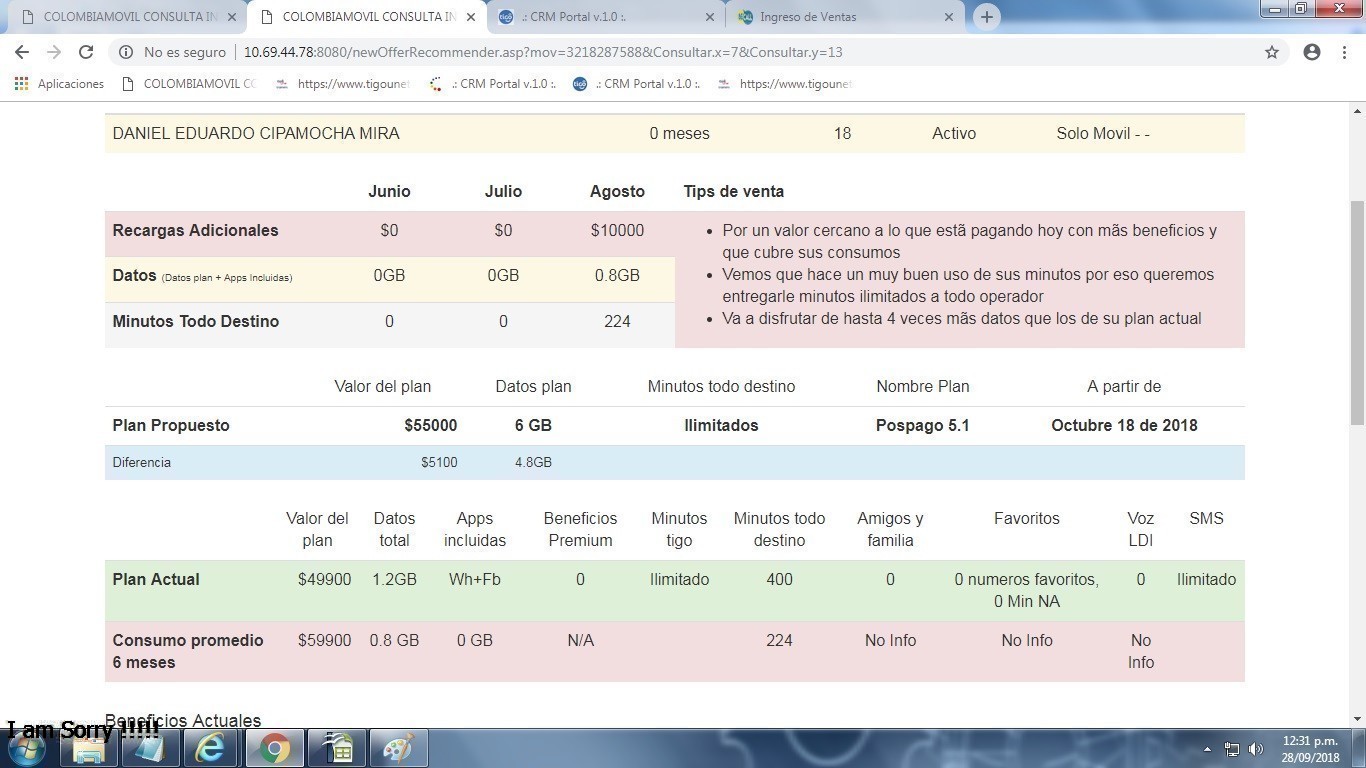 COLOMBIAMOVIL CONSULTA IN
COLOMBIAMOVIL CONSULTA IN
.: CRM Portal v.1.0 :.
Ingreso de Ventas
No es seguro
10.69.44.78:8080/newOfferRecommender.asp?mov=3218287588&Consultar.x=7&Consultar.y=13
Aplicaciones
COLOMBIAMOVIL CO
https://www.tigoune
.: CRM Portal v.1.0 :.
.: CRM Portal v.1.0 :.
https://www.tigoune
DANIEL EDUARDO CIPAMOCHA MIRA 0 meses 18 Activo Solo Movil - -
Junio Julio Agosto Tips de venta
Recargas Adicionales $0 $0 $10000
Datos (Datos plan + Apps Incluidas) 0GB 0GB 0.8GB
Minutos Todo Destino 0 0 224
• Por un valor cercano a lo que estã pagando hoy con mãs beneficios y
que cubre sus consumos
• Vemos que hace un muy buen uso de sus minutos por eso queremos
entregarle minutos ilimitados a todo operador
• Va a disfrutar de hasta 4 veces mãs datos que los de su plan actual
Valor del plan Datos plan Minutos todo destino Nombre Plan A partir de
Plan Propuesto $55000 6 GB Ilimitados Pospago 5.1 Octubre 18 de 2018
Diferencia $5100 4.8GB
Valor del Datos Apps Beneficios Minutos Minutos todo Amigos y Favoritos Voz SMS
plan total incluidas Premium tigo destino familia LDI
Plan Actual $49900 1.2GB Wh+Fb 0 Ilimitado 400 0 0 numeros favoritos, 0 Ilimitado
0 Min NA
Consumo promedio $59900 0.8 GB 0 GB N/A 224 No Info No Info No
6 meses Info
Beneficios Actuales
I am Sorry !!!!!
12:31 p.m.
28/09/2018